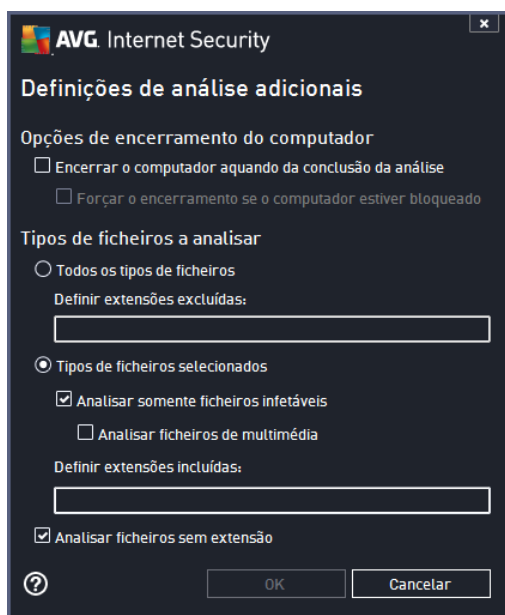 AVG. Internet Security
Definições de análise adicionais
Opções de encerramento do computador
Encerrar o computador aquando da conclusão da análise
Forçar o encerramento se o computador estiver bloqueado
Tipos de ficheiros a analisar
Todos os tipos de ficheiros
Definir extensões excluídas:
Tipos de ficheiros selecionados
Analisar somente ficheiros infetáveis
Analisar ficheiros de multimédia
Definir extensões incluídas:
Analisar ficheiros sem extensão
OK Cancelar